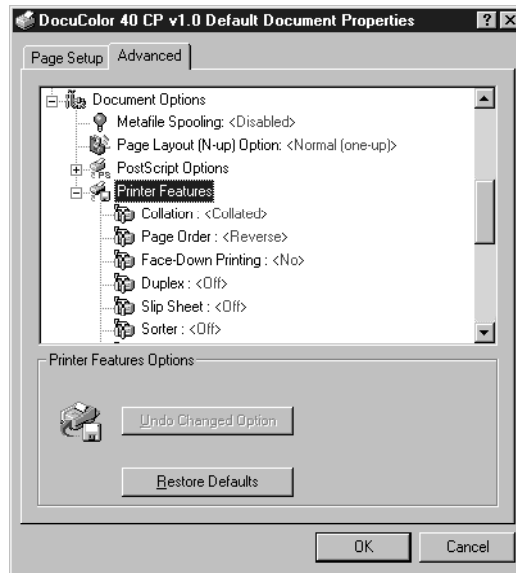 DocuColor 40 CP v1.0 Default Document Properties
Page Setup
Advanced
Document Options
Metafile Spooling: <Disabled>
Page Layout (N-up) Option: <Normal (one-up)>
PostScript Options
Printer Features
Collation : <Collated>
Page Order : <Reverse>
Face-Down Printing : <No>
Duplex : <Off>
Slip Sheet : <Off>
Sorter : <Off>
Printer Features Options
Undo Changed Option
Restore Defaults
OK
Cancel